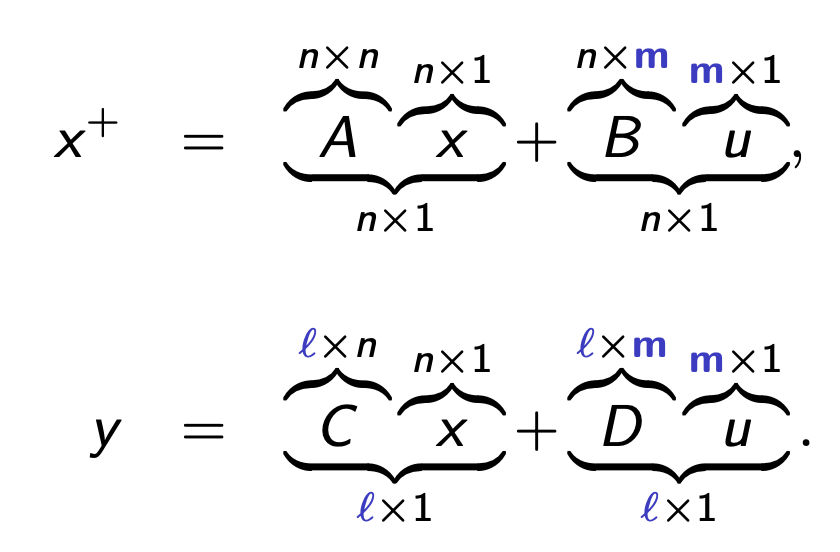 n×n n×1 n×m m×1
x⁺ = A x + B u ,
n×1 n×1
ℓ×n n×1 ℓ×m m×1
y = C x + D u .
ℓ×1 ℓ×1